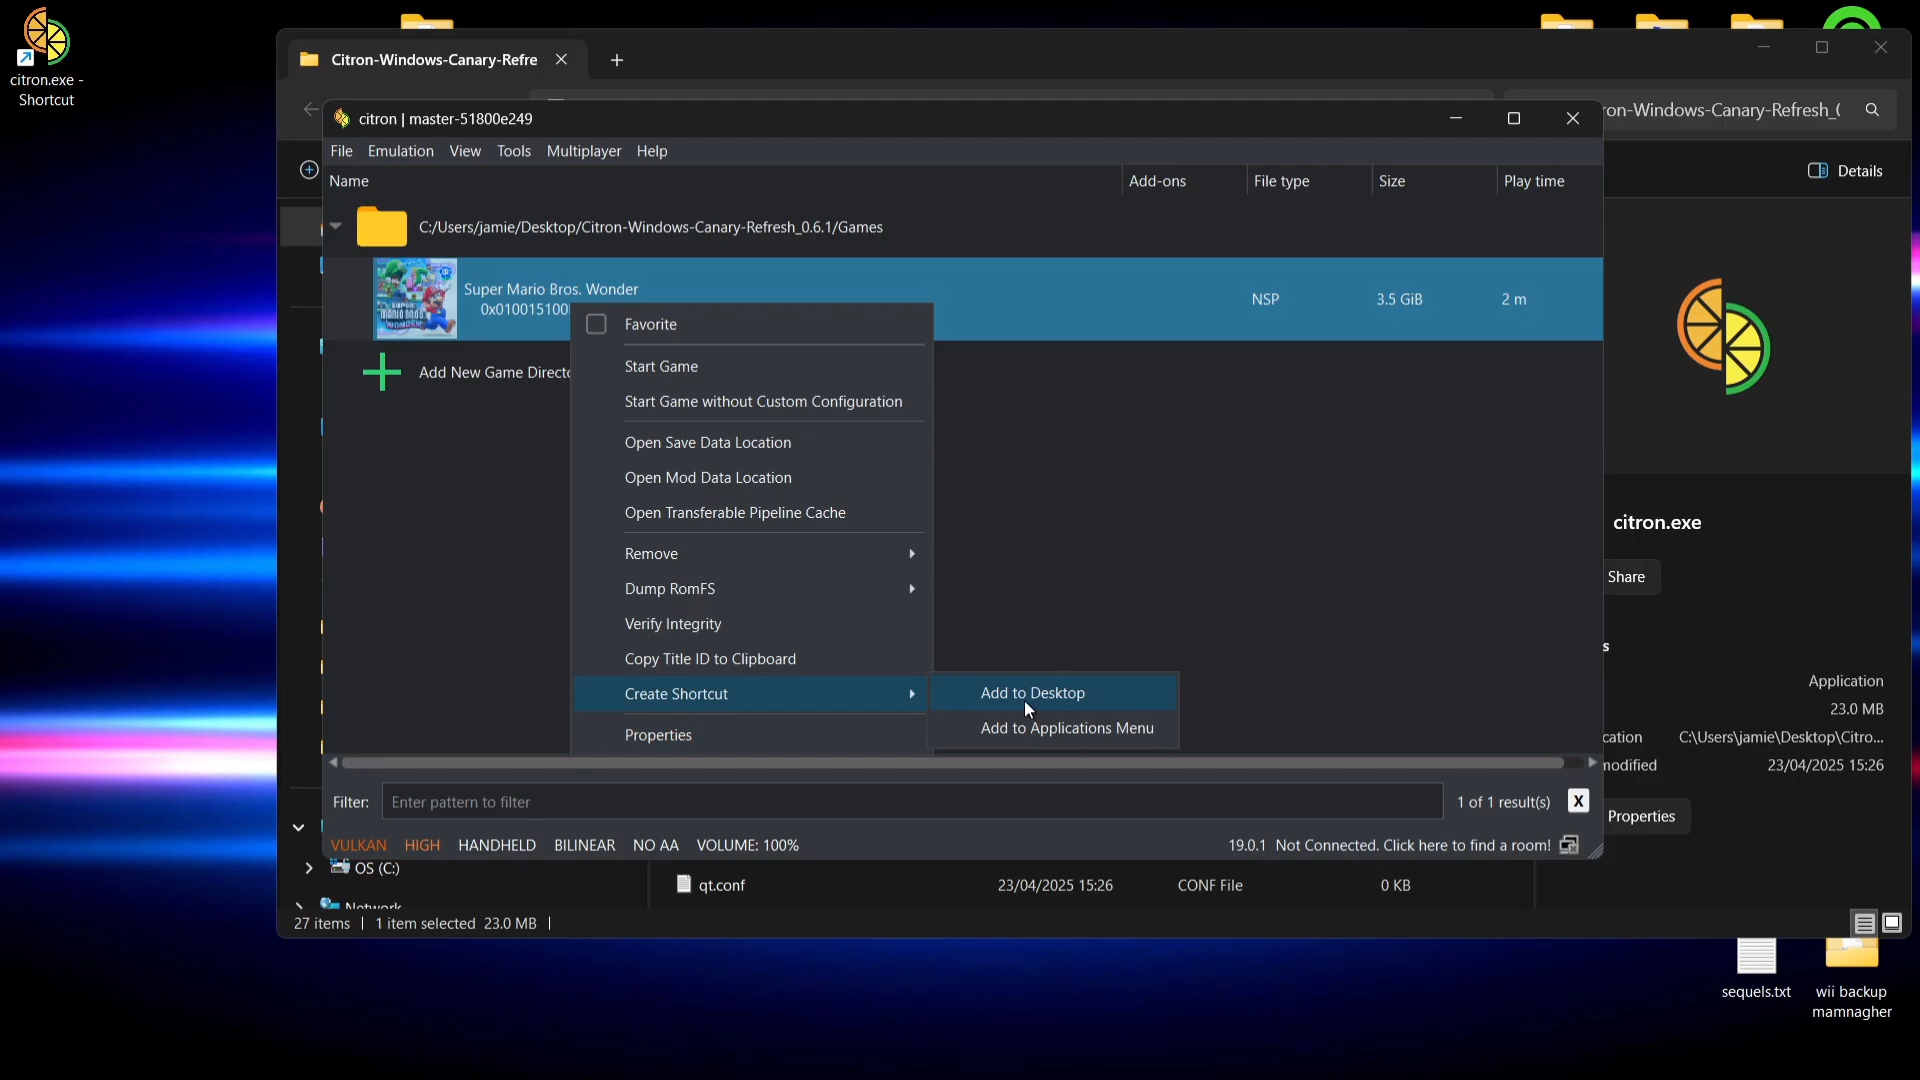 citron.exe -
Shortcut
Citron-Windows-Canary-Refre
ron-Windows-Canary-Refresh_(
citron | master-51800e249
File Emulation View Tools Multiplayer Help
Details
Name Add-ons File type Size Play time
C:/Users/jamie/Desktop/Citron-Windows-Canary-Refresh_0.6.1/Games
Super Mario Bros. Wonder
0x010015100
NSP 3.5 GiB 2 m
Add New Game Directo
Favorite
Start Game
Start Game without Custom Configuration
Open Save Data Location
Open Mod Data Location
Open Transferable Pipeline Cache
Remove
Dump RomFS
Verify Integrity
Copy Title ID to Clipboard
Create Shortcut
Add to Desktop
Add to Applications Menu
Properties
citron.exe
Share
s
Application
23.0 MB
cation C:\Users\jamie\Desktop\Citro...
nodified 23/04/2025 15:26
Properties
Filter: Enter pattern to filter 1 of 1 result(s) X
VULKAN HIGH HANDHELD BILINEAR NO AA VOLUME: 100% 19.0.1 Not Connected. Click here to find a room!
OS (C:)
qt.conf 23/04/2025 15:26 CONF File 0 KB
Network
27 items 1 item selected 23.0 MB
sequels.txt
wii backup
mamnagher